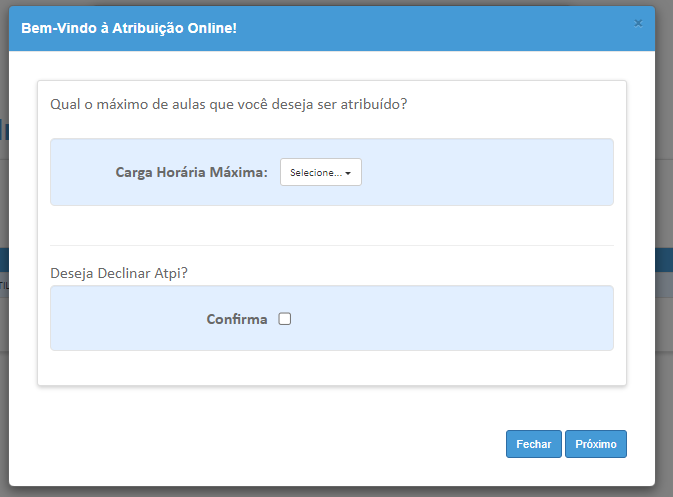 Bem-Vindo à Atribuição Online!
×
Qual o máximo de aulas que você deseja ser atribuído?
Carga Horária Máxima: Selecione...
Deseja Declinar Atpi?
Confirma
Fechar Próximo